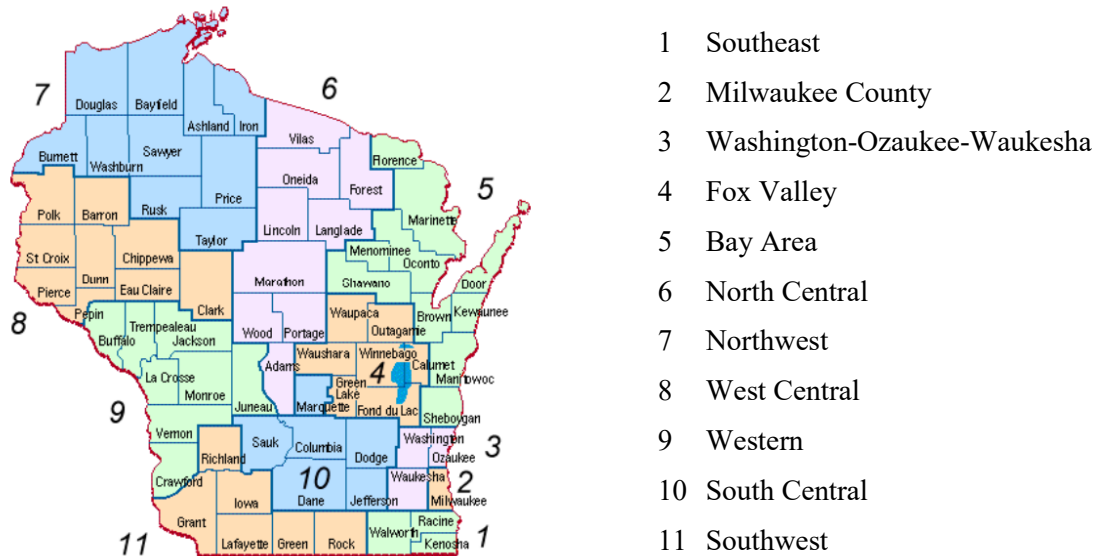 7
6
Douglas
Bayfield
Ashland
Iron
Vilas
Florence
Burnett
Washburn
Sawyer
Oneida
Forest
5
Polk
Barron
Rusk
Price
Lincoln
Langlade
Marinette
Taylor
St Croix
Chippewa
Menominee
Oconto
Dunn
Marathon
Shawano
Door
Pierce
Eau Claire
8
Pepin
Clark
Waupaca
Brown
Kewaunee
Buffalo
Trempealeau
Jackson
Wood
Portage
Outagamie
Waushara
Winnebago
Adams
4
Calumet
Manitowoc
La Crosse
Monroe
Juneau
Green
Lake
Marquette
Fond du Lac
9
Sheboygan
Vernon
Sauk
Columbia
Dodge
Washington
3
Ozaukee
Richland
Crawford
10
Waukesha
2
Iowa
Dane
Jefferson
Milwaukee
Grant
Lafayette
Green
Rock
Walworth
Racine
Kenosha
1
11
1 Southeast
2 Milwaukee County
3 Washington-Ozaukee-Waukesha
4 Fox Valley
5 Bay Area
6 North Central
7 Northwest
8 West Central
9 Western
10 South Central
11 Southwest